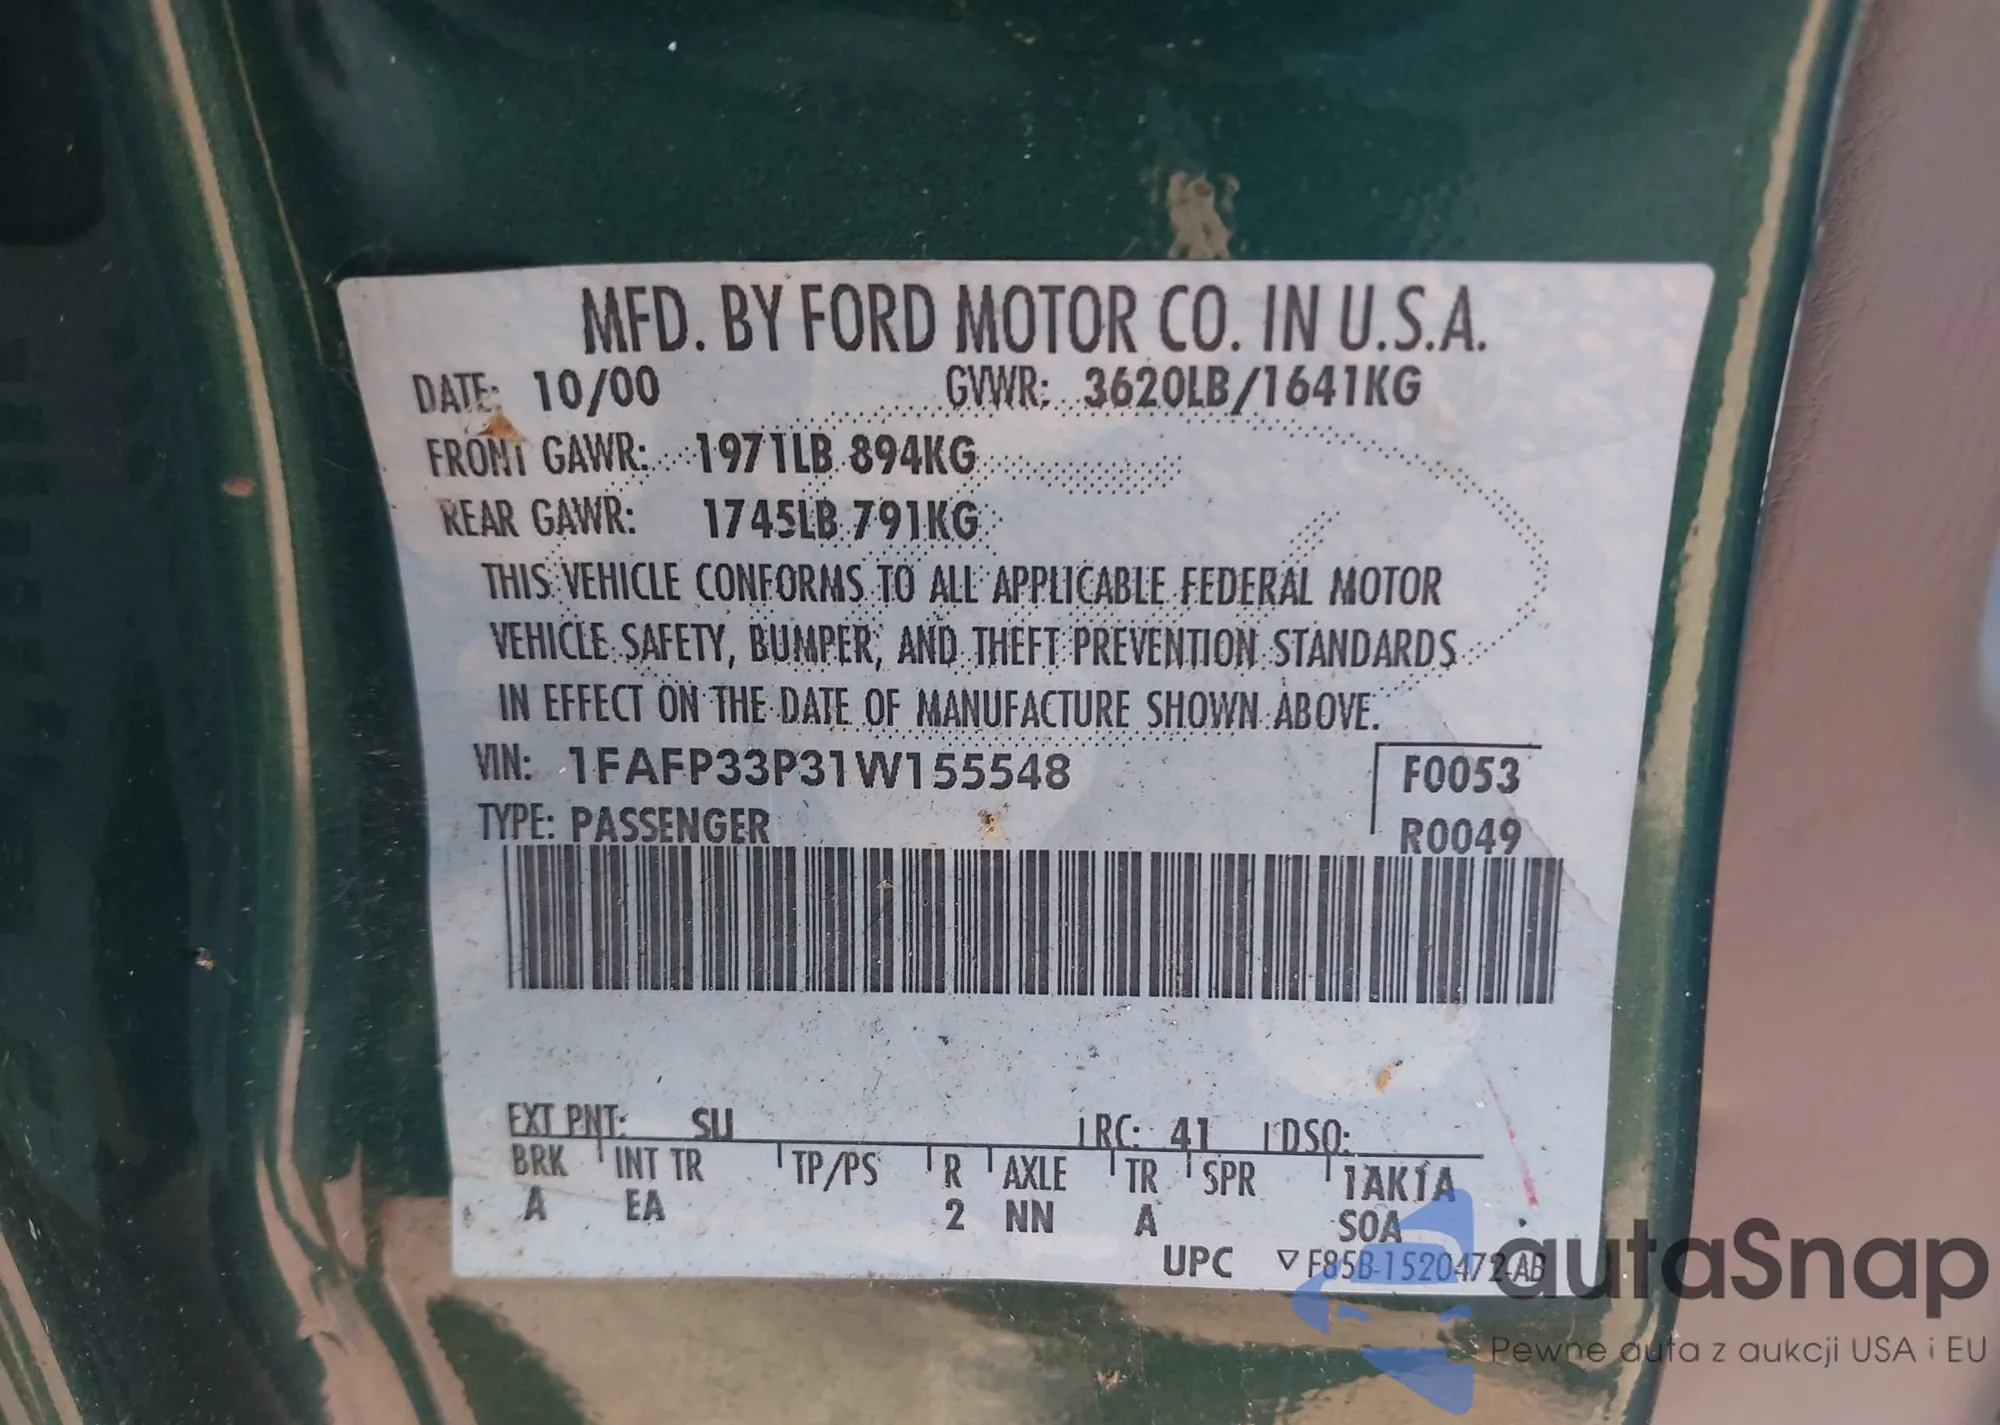 MFD. BY FORD MOTOR CO. IN U.S.A.
DATE: 10/00 GVWR: 3620LB/1641KG
FRONT GAWR: 1971LB 894KG
REAR GAWR: 1745LB 791KG
THIS VEHICLE CONFORMS TO ALL APPLICABLE FEDERAL MOTOR
VEHICLE SAFETY, BUMPER, AND THEFT PREVENTION STANDARDS
IN EFFECT ON THE DATE OF MANUFACTURE SHOWN ABOVE.
VIN: 1FAFP33P31W155548 F0053
TYPE: PASSENGER R0049
EXT PNT: SU RC: 41 DSO:
BRK INT TR TP/PS R AXLE TR SPR 1AK1A
A EA 2 NN A SOA
UPC ▽F85B-1520472-AB
autaSnap
Pewne auta z aukcji USA i EU